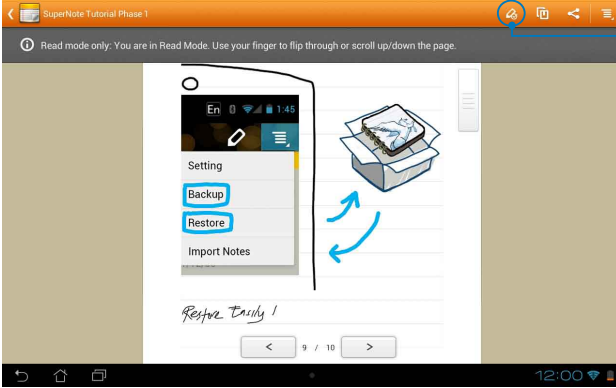 SuperNote Tutorial Phase 1
Read mode only: You are in Read Mode. Use your finger to flip through or scroll up/down the page.
En 1:45
Setting
Backup
Restore
Import Notes
Restore Easily !
< 9 / 10 >
12:00